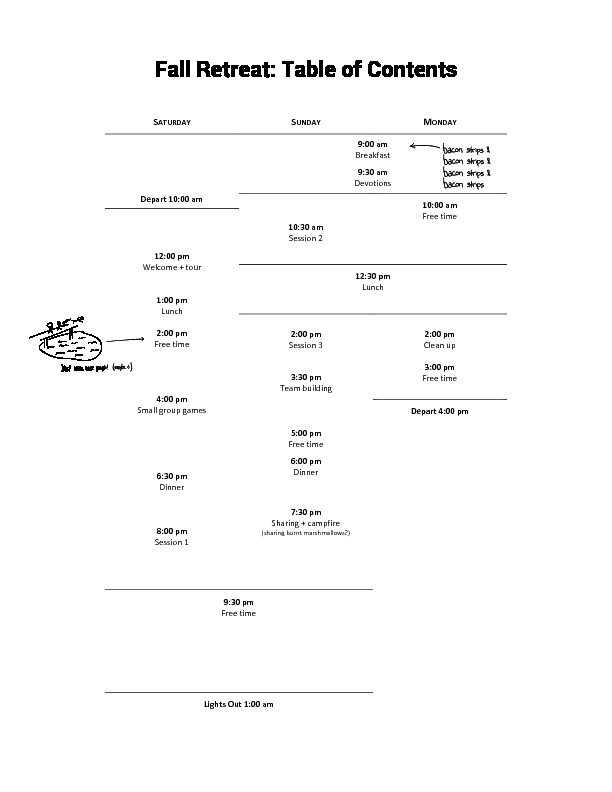 Fall Retreat: Table of Contents
SATURDAY
SUNDAY
MONDAY
9:00 am
Breakfast
bacon strips &
bacon strips &
bacon strips &
bacon strips
9:30 am
Devotions
Depart 10:00 am
10:00 am
Free time
10:30 am
Session 2
12:00 pm
Welcome + tour
12:30 pm
Lunch
1:00 pm
Lunch
2:00 pm
Free time
2:00 pm
Session 3
2:00 pm
Clean up
3:00 pm
Free time
3:30 pm
Team building
4:00 pm
Small group games
Depart 4:00 pm
5:00 pm
Free time
6:00 pm
Dinner
6:30 pm
Dinner
7:30 pm
Sharing + campfire
(sharing burnt marshmallows?)
8:00 pm
Session 1
9:30 pm
Free time
Lights Out 1:00 am